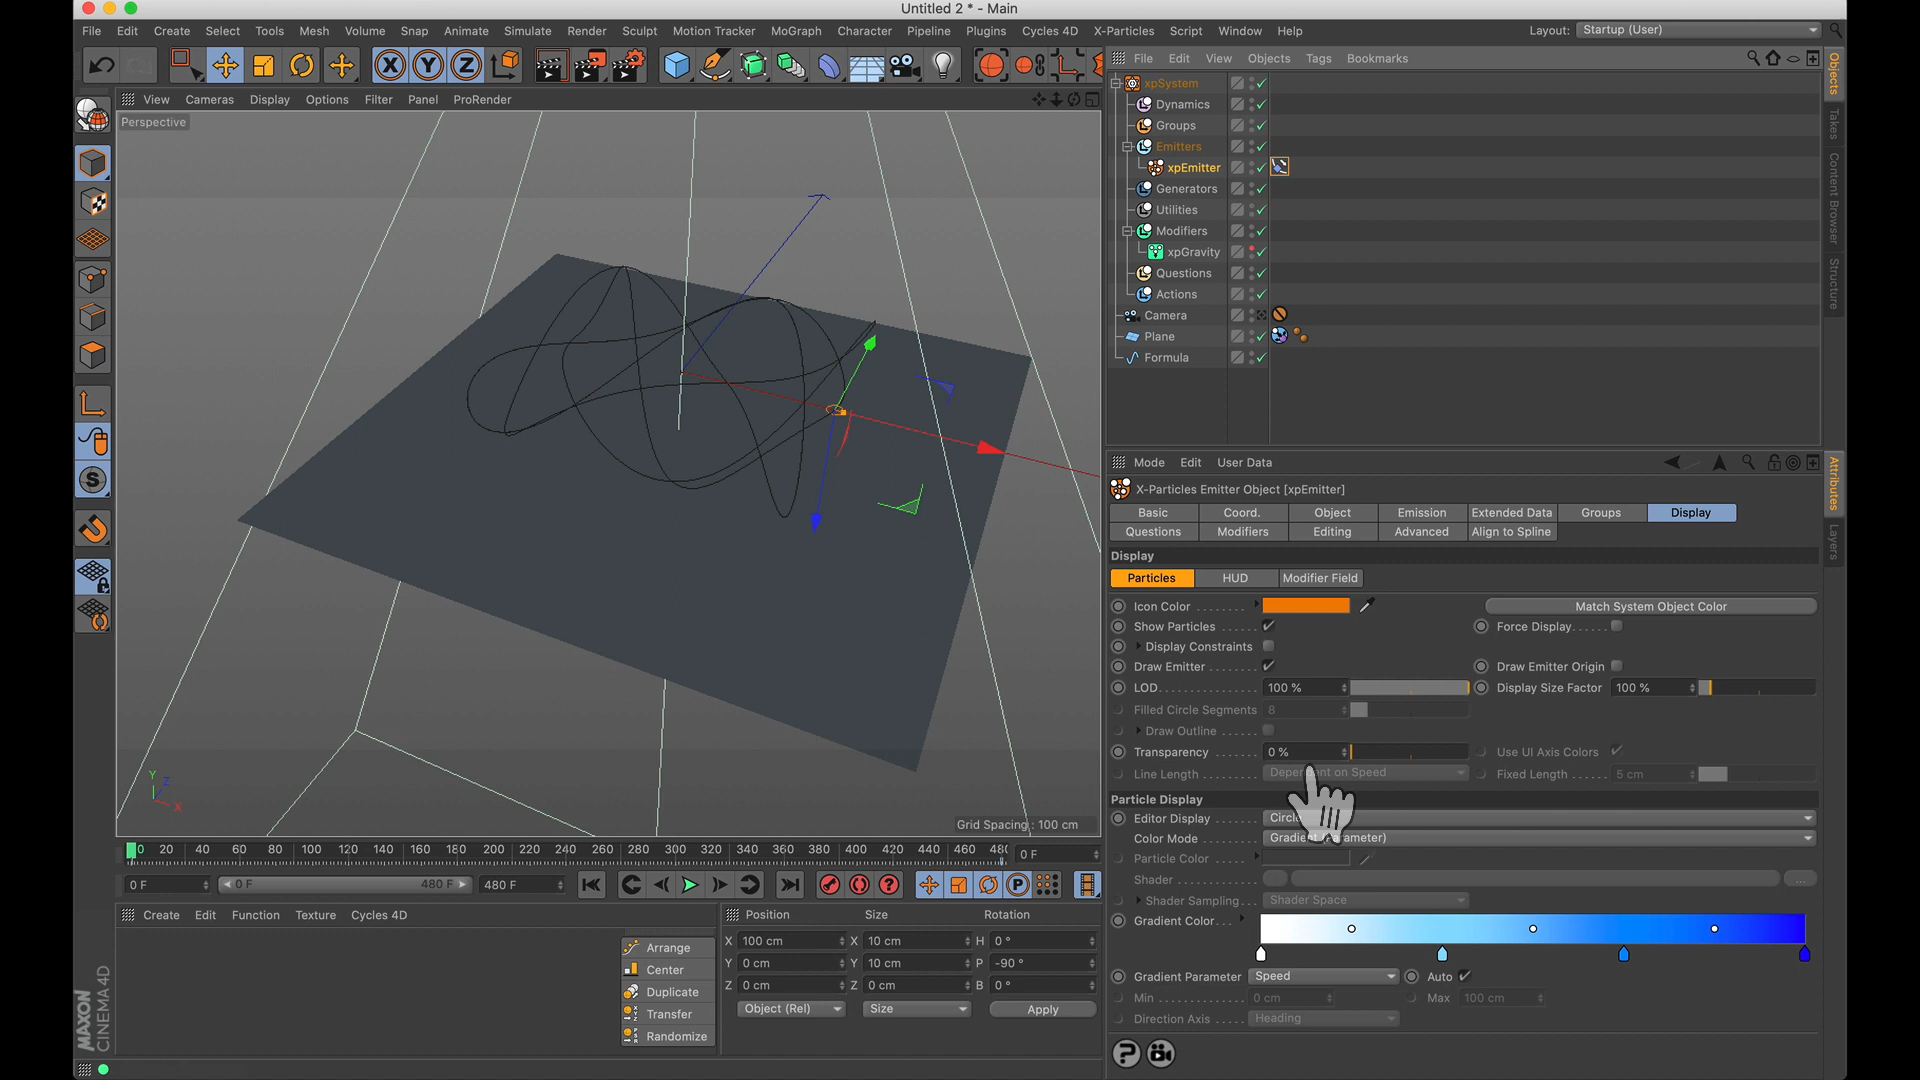 Untitled 2 * - Main
File Edit Create Select Tools Mesh Volume Snap Animate Simulate Render Sculpt Motion Tracker MoGraph Character Pipeline Plugins Cycles 4D X-Particles Script Window Help Layout: Startup (User)
File Edit View Objects Tags Bookmarks
View Cameras Display Options Filter Panel ProRender
Perspective
xpSystem
Dynamics
Groups
Emitters
xpEmitter
Generators
Utilities
Modifiers
xpGravity
Questions
Actions
Camera
Plane
Formula
Objects
Takes
Content Browser
Structure
Mode Edit User Data
X-Particles Emitter Object [xpEmitter]
Basic Coord. Object Emission Extended Data Groups Display
Questions Modifiers Editing Advanced Align to Spline
Attributes
Layers
Display
Particles HUD Modifier Field
Icon Color Match System Object Color
Show Particles Force Display
Display Constraints
Draw Emitter Draw Emitter Origin
LOD 100 % Display Size Factor 100 %
Filled Circle Segments 8
Draw Outline
Transparency 0 % Use UI Axis Colors
Line Length on Speed Fixed Length 5 cm
Particle Display
Editor Display
Color Mode Gradient
Particle Color
Shader ...
Shader Sampling Shader Space
Gradient Color
Gradient Parameter Speed Auto
Min 0 cm Max 100 cm
Direction Axis Heading
Y Z X
Grid Spacing : 100 cm
0 20 40 60 80 100 120 140 160 180 200 220 240 260 280 300 320 340 360 380 400 420 440 460 0 F
0 F 0 F 480 F 480 F
Create Edit Function Texture Cycles 4D
Arrange
Center
Duplicate
Transfer
Randomize
Position Size Rotation
X 100 cm X 10 cm H 0 °
Y 0 cm Y 10 cm P -90 °
Z 0 cm Z 0 cm B 0 °
Object (Rel) Size Apply
MAXON
CINEMA4D